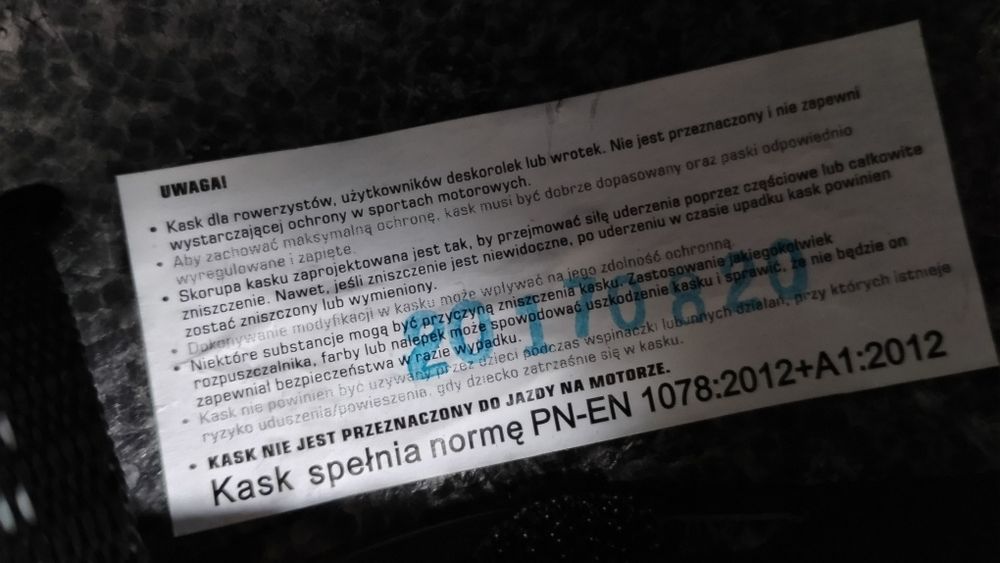 UWAGA!
• Kask dla rowerzystów, użytkowników deskorolek lub wrotek. Nie jest przeznaczony i nie zapewni
wystarczającej ochrony w sportach motorowych.
• Aby zachować maksymalną ochronę, kask musi być dobrze dopasowany oraz paski odpowiednio
wyregulowane i zapięte.
• Skorupa kasku zaprojektowana jest tak, by przejmować siłę uderzenia poprzez częściowe lub całkowite
zniszczenie. Nawet, jeśli zniszczenie jest niewidoczne, po uderzeniu w czasie upadku kask powinien
zostać zniszczony lub wymieniony.
• Dokonywanie modyfikacji w kasku może wpływać na jego zdolność ochronną.
• Niektóre substancje mogą być przyczyną zniszczenia kasku. Zastosowanie jakiegokolwiek
rozpuszczalnika, farby lub nalepek może spowodować uszkodzenie kasku i sprawić, że nie będzie on
zapewniał bezpieczeństwa w razie wypadku.
20170820
• Kask nie powinien być używany przez dzieci podczas wspinaczki lub innych działań, przy których istnieje
ryzyko uduszenia/powieszenia, gdy dziecko zatrzaśnie się w kasku.
• KASK NIE JEST PRZEZNACZONY DO JAZDY NA MOTORZE.
Kask spełnia normę PN-EN 1078:2012+A1:2012